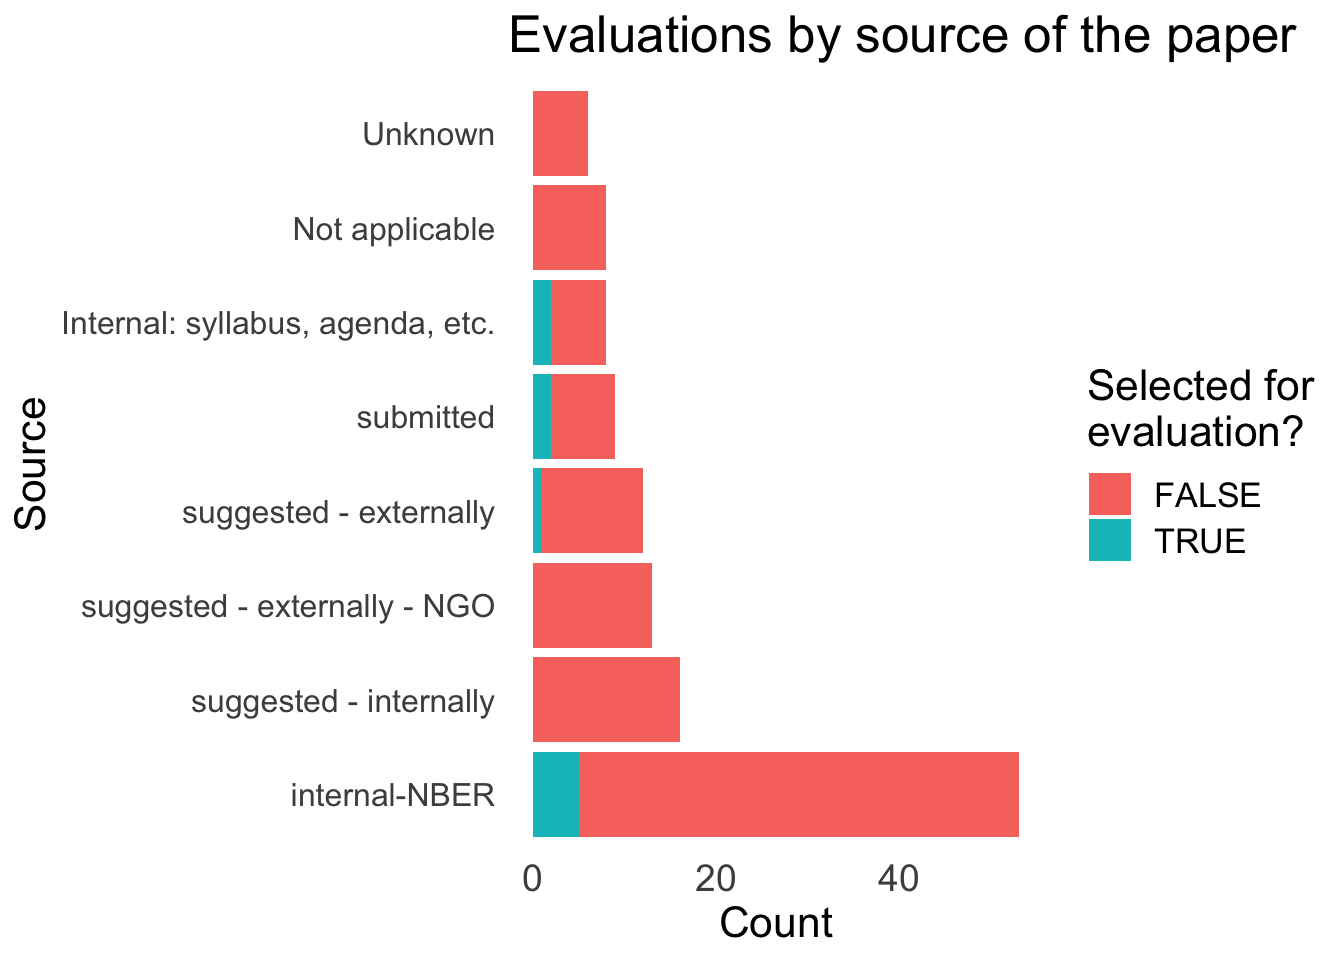 Evaluations by source of the paper
Unknown
Not applicable
Internal: syllabus, agenda, etc.
submitted
suggested - externally
suggested - externally - NGO
suggested - internally
internal-NBER
Source
0 20 40
Count
Selected for
evaluation?
FALSE
TRUE